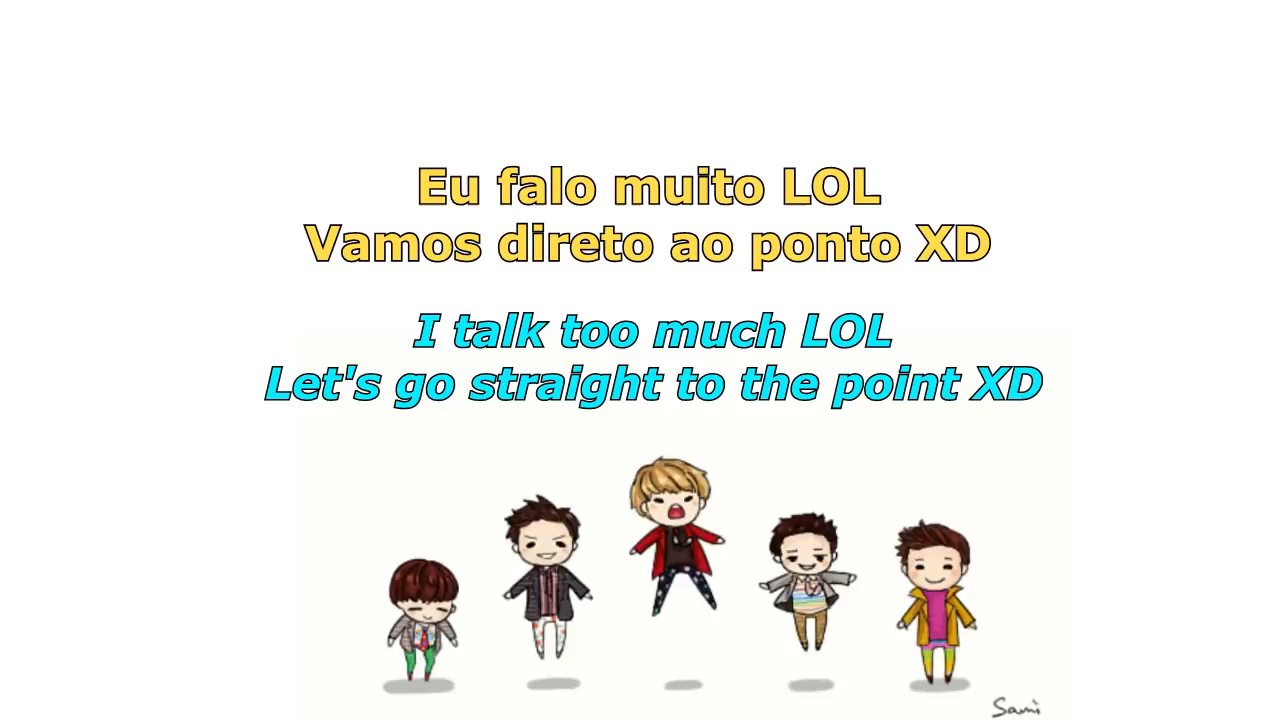 Eu falo muito LOL
Vamos direto ao ponto XD
I talk too much LOL
Let's go straight to the point XD
Sami